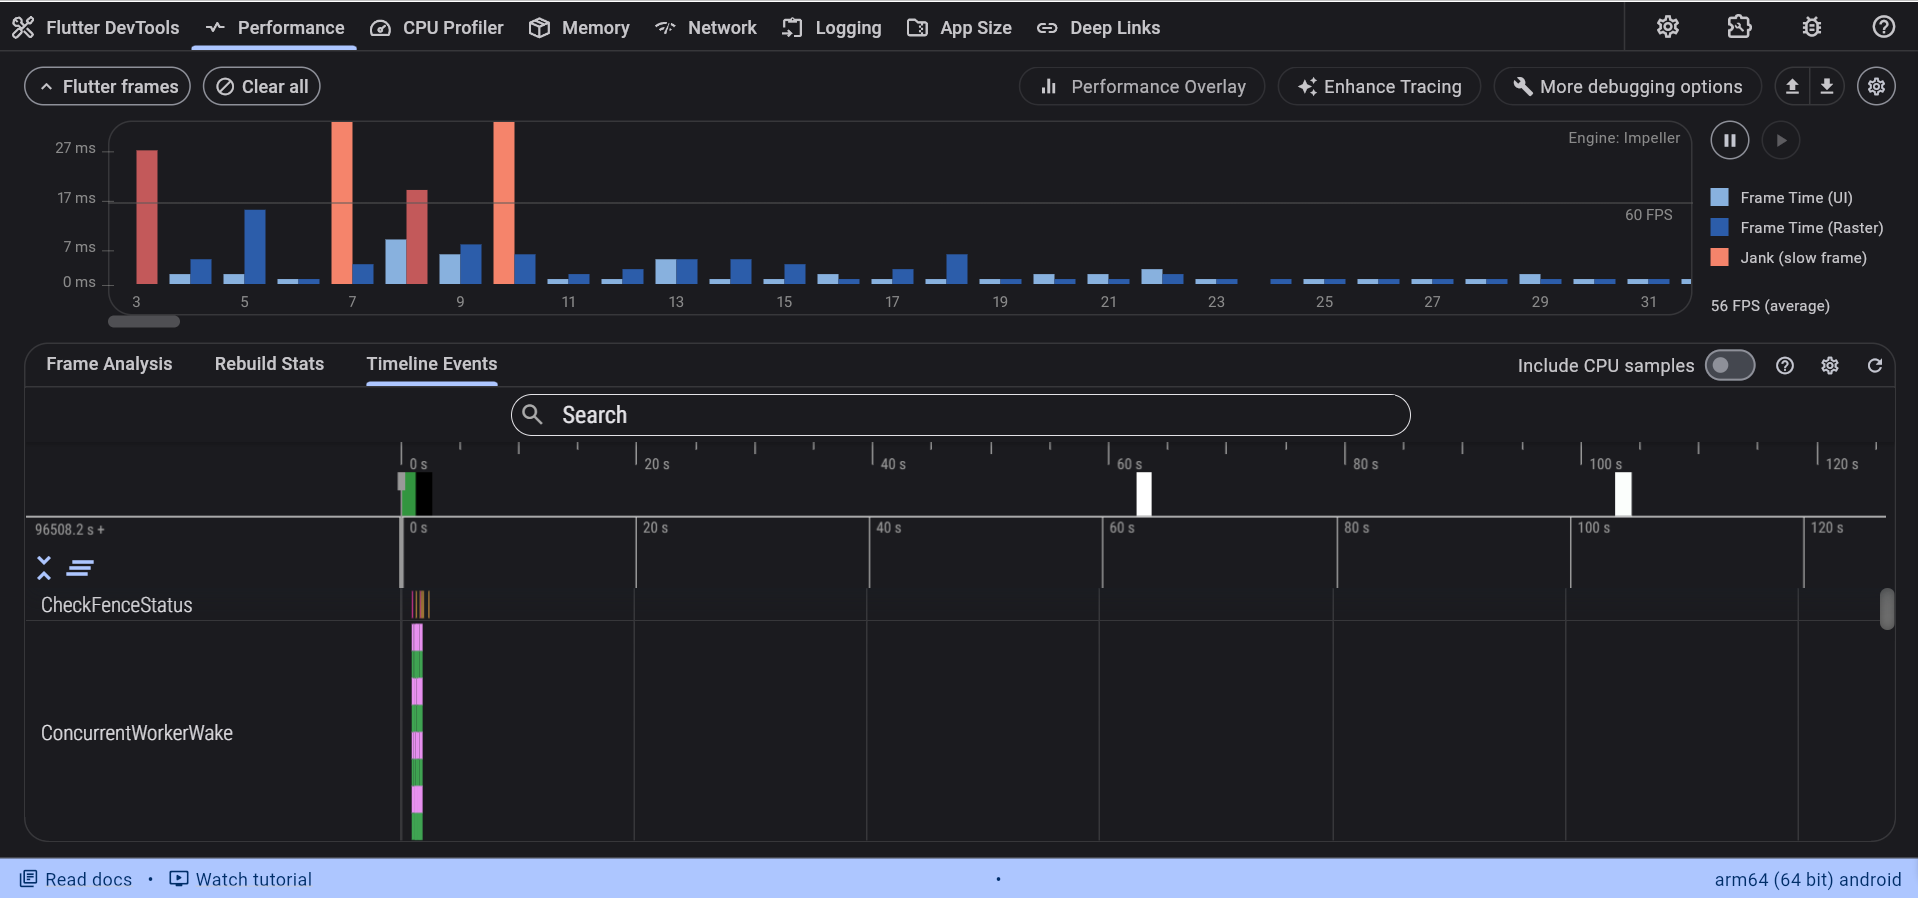 Flutter DevTools Performance CPU Profiler Memory Network Logging App Size Deep Links
Flutter frames Clear all Performance Overlay Enhance Tracing More debugging options
Engine: Impeller
27 ms
17 ms
60 FPS
7 ms
0 ms
3 5 7 9 11 13 15 17 19 21 23 25 27 29 31
Frame Time (UI)
Frame Time (Raster)
Jank (slow frame)
56 FPS (average)
Frame Analysis Rebuild Stats Timeline Events Include CPU samples
Search
0 s 20 s 40 s 60 s 80 s 100 s 120 s
96508.2 s + 0 s 20 s 40 s 60 s 80 s 100 s 120 s
CheckFenceStatus
ConcurrentWorkerWake
Read docs • Watch tutorial • arm64 (64 bit) android